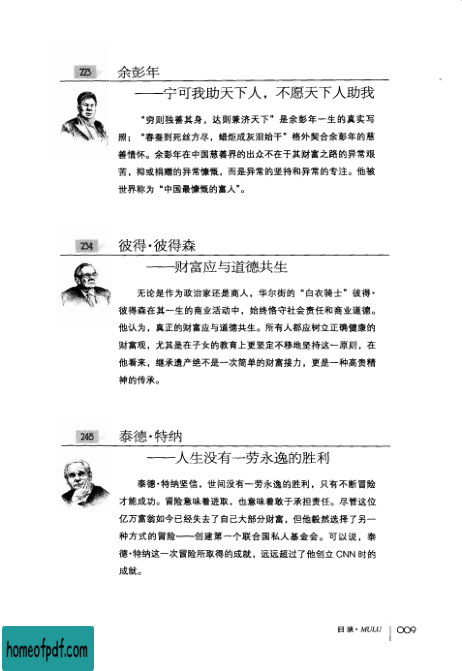 223 余彭年
——宁可我助天下人，不愿天下人助我
“穷则独善其身，达则兼济天下”是余彭年一生的真实写
照；“春蚕到死丝方尽，蜡炬成灰泪始干”格外契合余彭年的慈
善情怀。余彭年在中国慈善界的出众不在于其财富之路的异常艰
苦，抑或捐赠的异常慷慨，而是异常的坚持和异常的专注。他被
世界称为“中国最慷慨的富人”。
234 彼得·彼得森
——财富应与道德共生
无论是作为政治家还是商人，华尔街的“白衣骑士”彼得·
彼得森在其一生的商业活动中，始终恪守社会责任和商业道德。
他认为，真正的财富应与道德共生。所有人都应树立正确健康的
财富观，尤其是在子女的教育上更坚定不移地坚持这一原则，在
他看来，继承遗产绝不是一次简单的财富接力，更是一种高贵精
神的传承。
245 泰德·特纳
——人生没有一劳永逸的胜利
泰德·特纳坚信，世间没有一劳永逸的胜利，只有不断冒险
才能成功。冒险意味着进取，也意味着敢于承担责任。尽管这位
亿万富翁如今已经失去了自己大部分财富，但他毅然选择了另一
种方式的冒险——创建第一个联合国私人基金会。可以说，泰
德·特纳这一次冒险所取得的成就，远远超过了他创立 CNN 时的
成就。
目录·MULU 009
homeofpdf.com